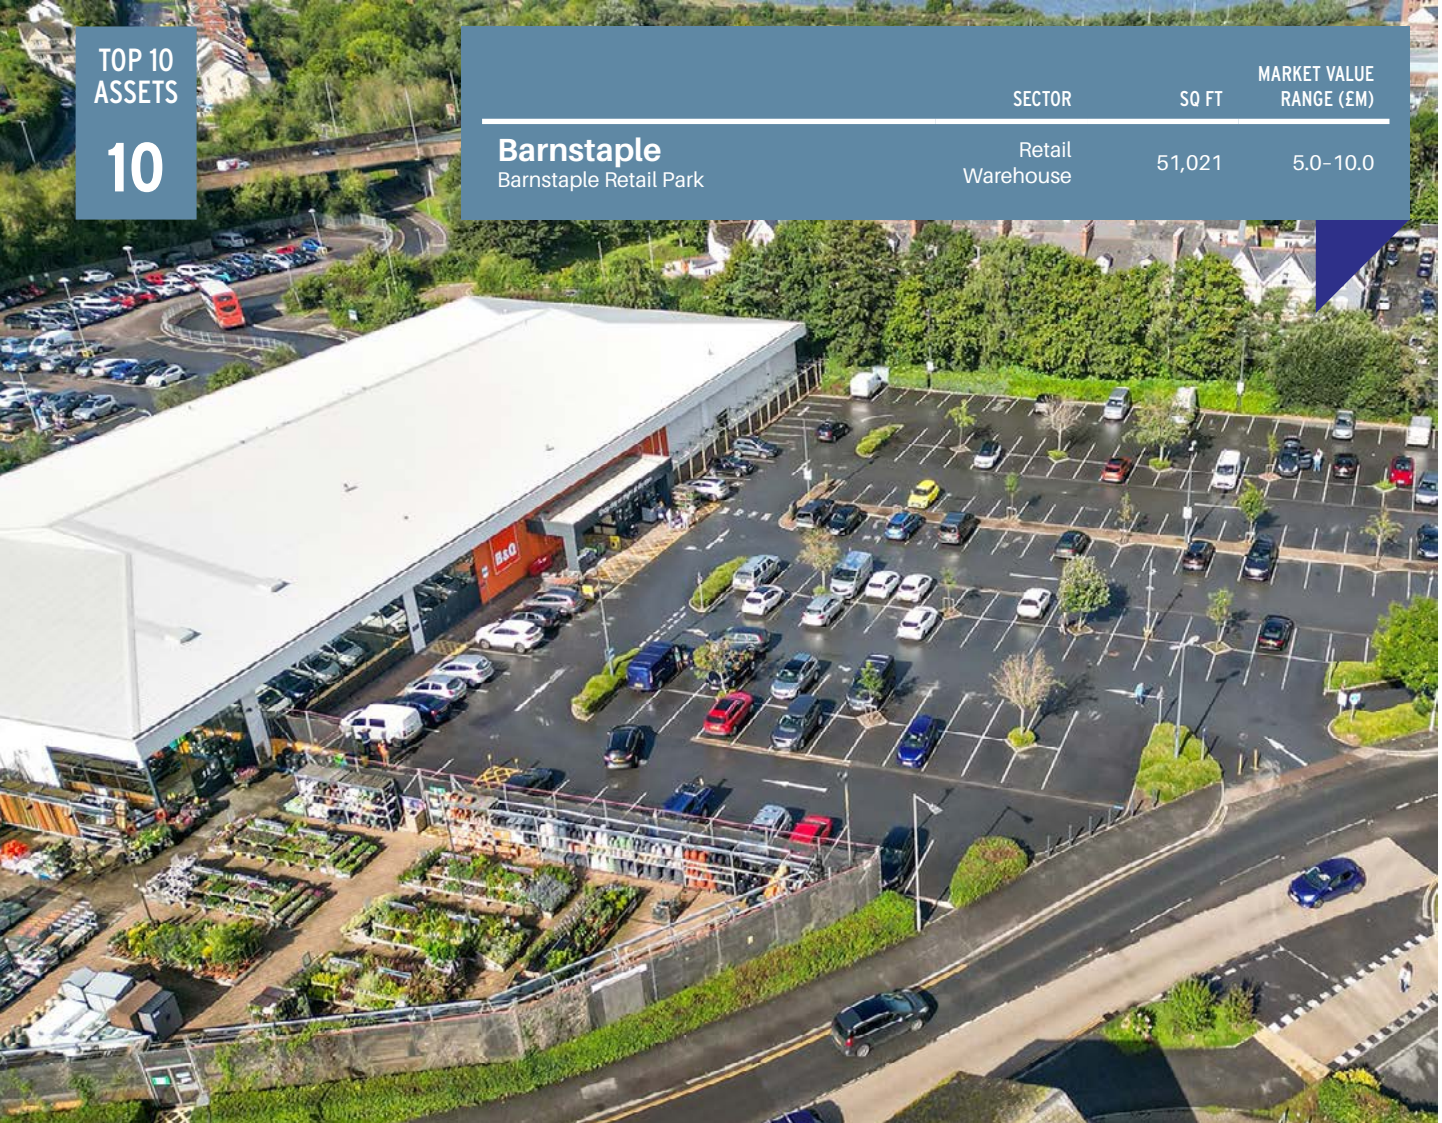 TOP 10
ASSETS
10
SECTOR
SQ FT
MARKET VALUE
RANGE (£M)
Barnstaple
Barnstaple Retail Park
Retail
Warehouse
51,021
5.0–10.0
B&Q